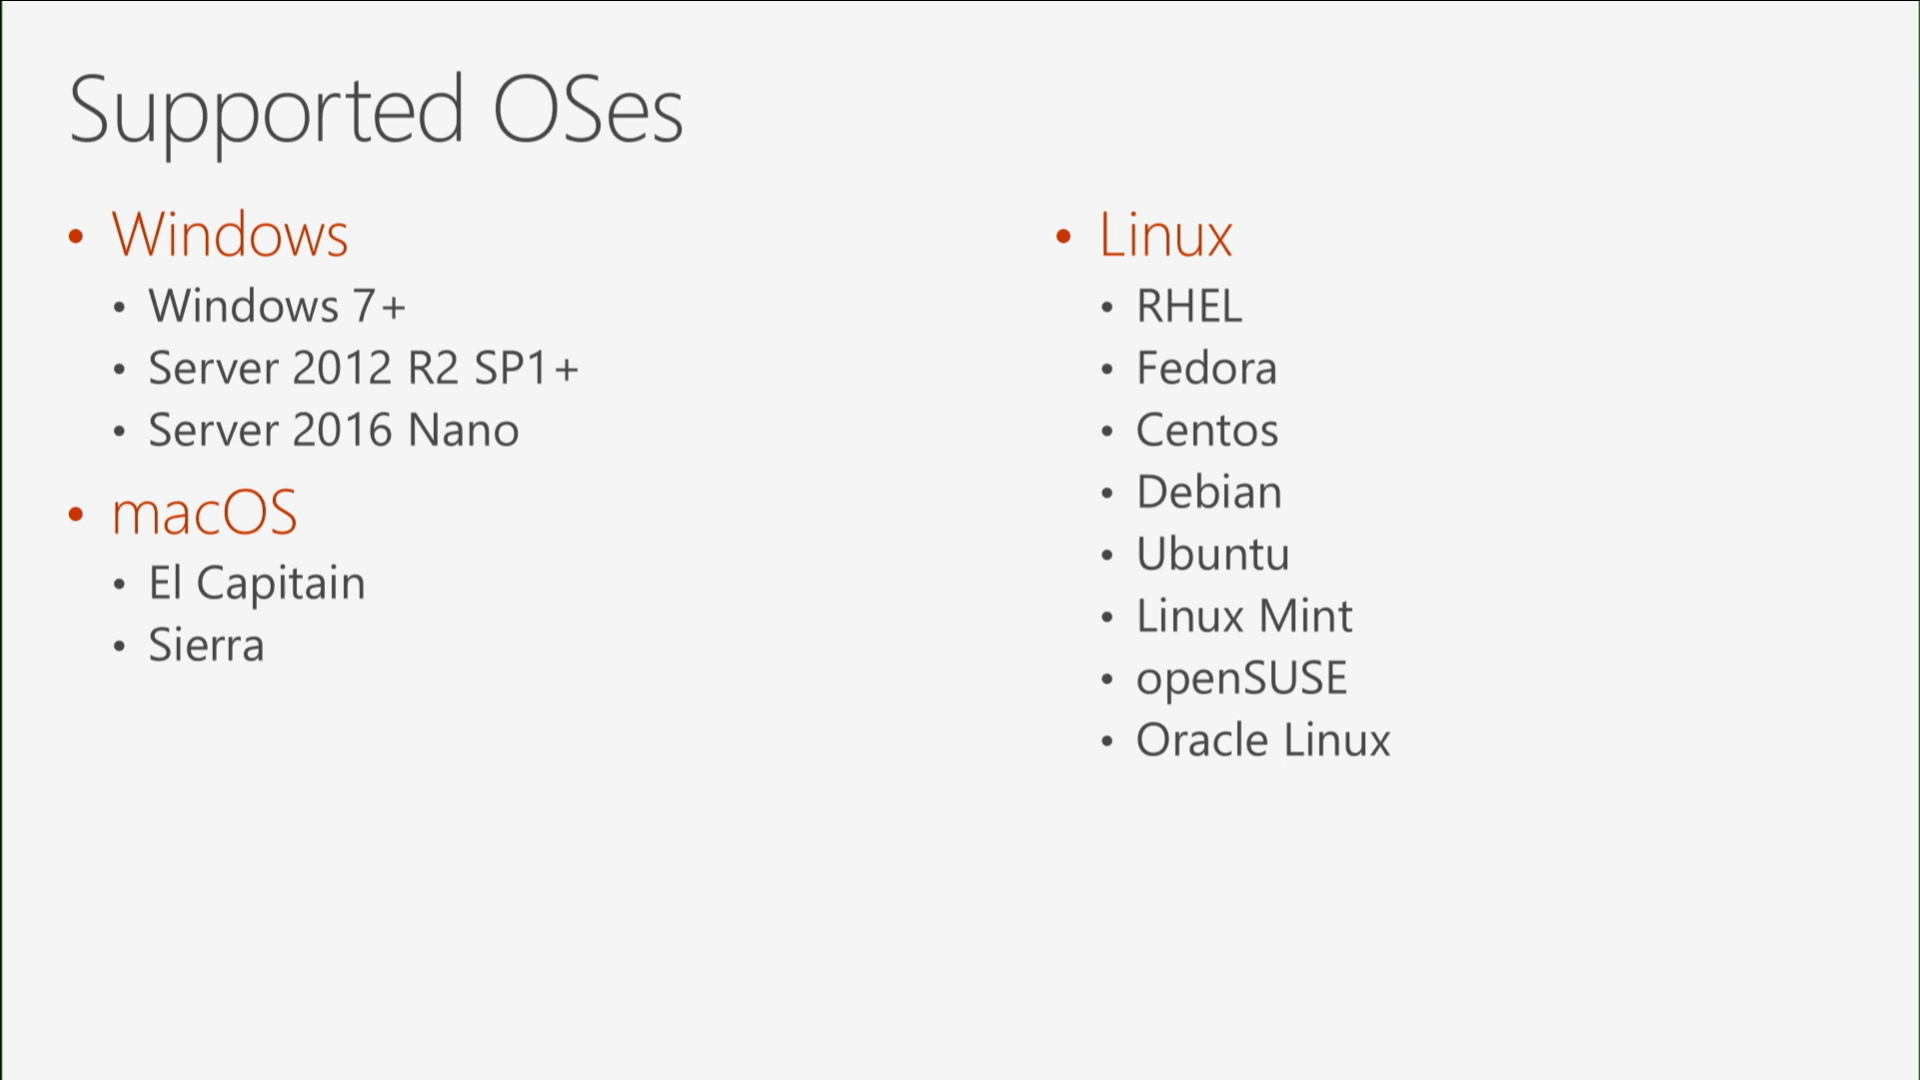 Supported OSes
• Windows
• Windows 7+
• Server 2012 R2 SP1+
• Server 2016 Nano
• macOS
• El Capitain
• Sierra
• Linux
• RHEL
• Fedora
• Centos
• Debian
• Ubuntu
• Linux Mint
• openSUSE
• Oracle Linux